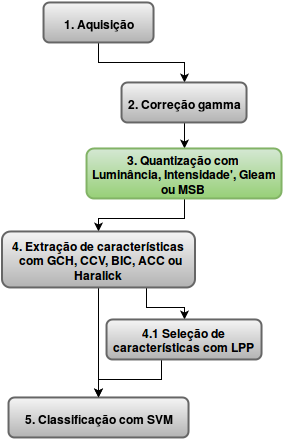 1. Aquisição
2. Correção gamma
3. Quantização com
Luminância, Intensidade', Gleam
ou MSB
4. Extração de características
com GCH, CCV, BIC, ACC ou
Haralick
4.1 Seleção de
características com LPP
5. Classificação com SVM